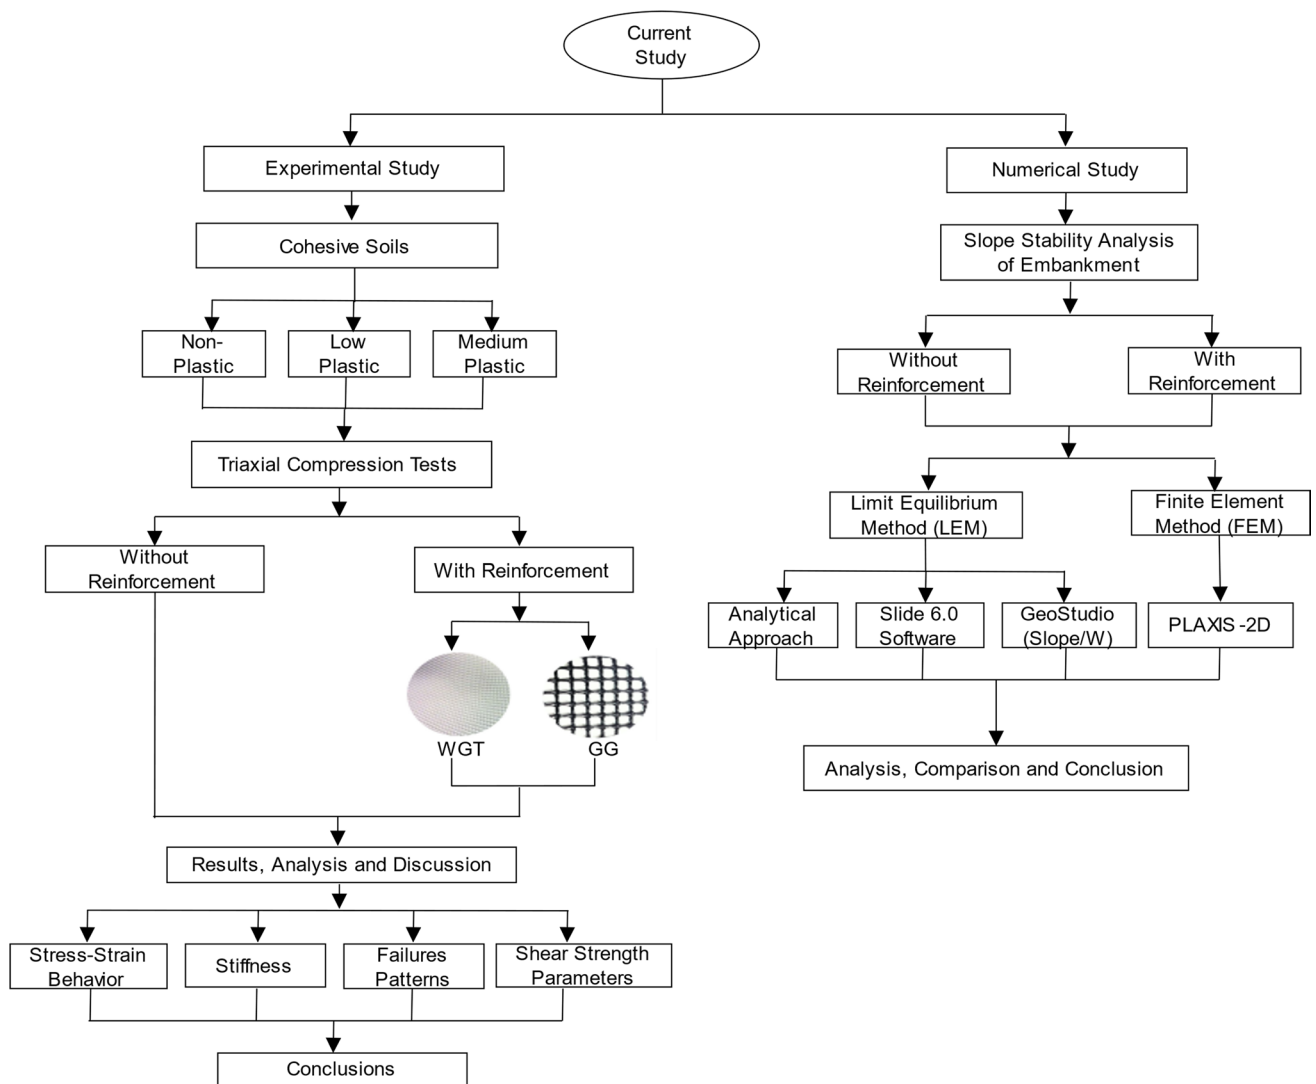 Current
Study
Experimental Study
Numerical Study
Cohesive Soils
Slope Stability Analysis
of Embankment
Non-
Plastic
Low
Plastic
Medium
Plastic
Without
Reinforcement
With
Reinforcement
Triaxial Compression Tests
Limit Equilibrium
Method (LEM)
Finite Element
Method (FEM)
Without
Reinforcement
With Reinforcement
Analytical
Approach
Slide 6.0
Software
GeoStudio
(Slope/W)
PLAXIS-2D
WGT
GG
Analysis, Comparison and Conclusion
Results, Analysis and Discussion
Stress-Strain
Behavior
Stiffness
Failures
Patterns
Shear Strength
Parameters
Conclusions